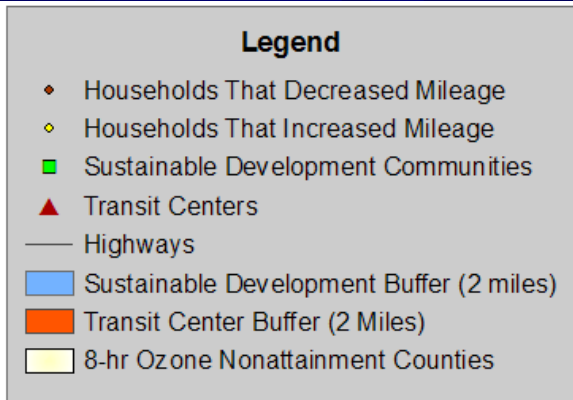 Legend
Households That Decreased Mileage
Households That Increased Mileage
Sustainable Development Communities
Transit Centers
Highways
Sustainable Development Buffer (2 miles)
Transit Center Buffer (2 Miles)
8-hr Ozone Nonattainment Counties